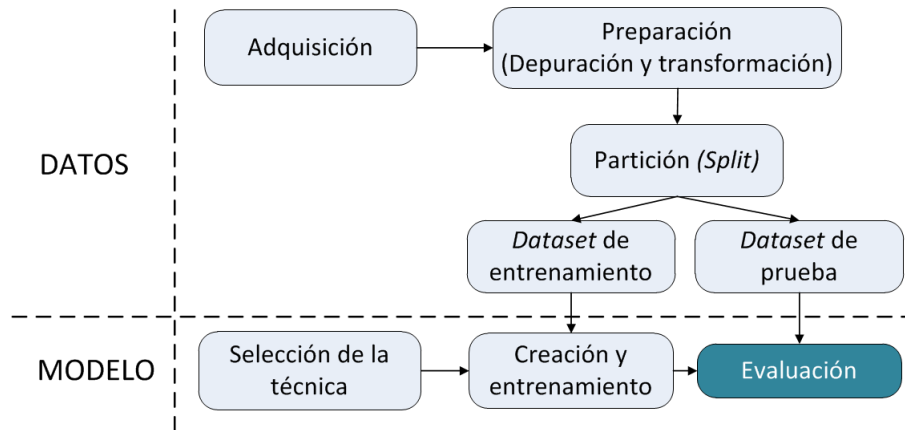 Adquisición
Preparación
(Depuración y transformación)
DATOS
Partición (Split)
Dataset de
entrenamiento
Dataset de
prueba
MODELO
Selección de la
técnica
Creación y
entrenamiento
Evaluación